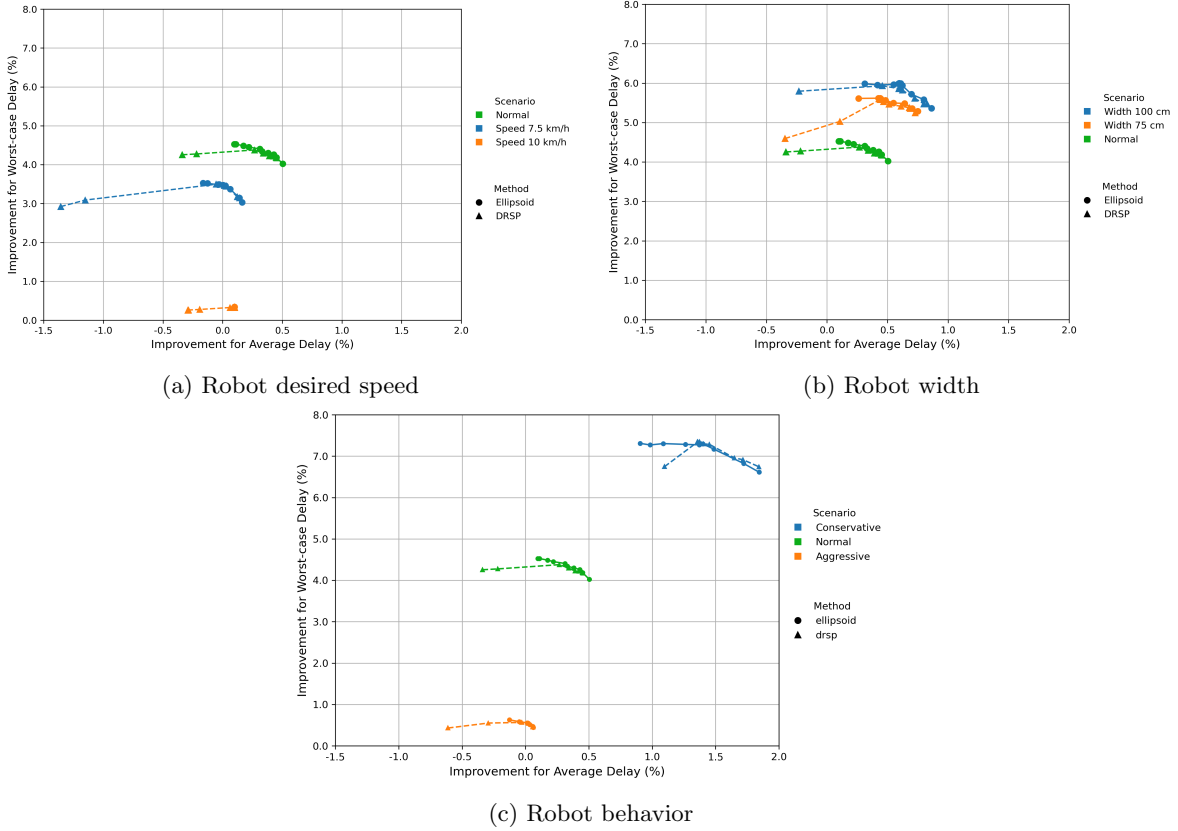 8.0
7.0
6.0
5.0
4.0
3.0
2.0
1.0
0.0
Improvement for Worst-case Delay (%)
-1.5 -1.0 -0.5 0.0 0.5 1.0 1.5 2.0
Improvement for Average Delay (%)
Scenario
Normal
Speed 7.5 km/h
Speed 10 km/h
Method
Ellipsoid
DRSP
(a) Robot desired speed
8.0
7.0
6.0
5.0
4.0
3.0
2.0
1.0
0.0
Improvement for Worst-case Delay (%)
-1.5 -1.0 -0.5 0.0 0.5 1.0 1.5 2.0
Improvement for Average Delay (%)
Scenario
Width 100 cm
Width 75 cm
Normal
Method
Ellipsoid
DRSP
(b) Robot width
8.0
7.0
6.0
5.0
4.0
3.0
2.0
1.0
0.0
Improvement for Worst-case Delay (%)
-1.5 -1.0 -0.5 0.0 0.5 1.0 1.5 2.0
Improvement for Average Delay (%)
Scenario
Conservative
Normal
Aggressive
Method
ellipsoid
drsp
(c) Robot behavior